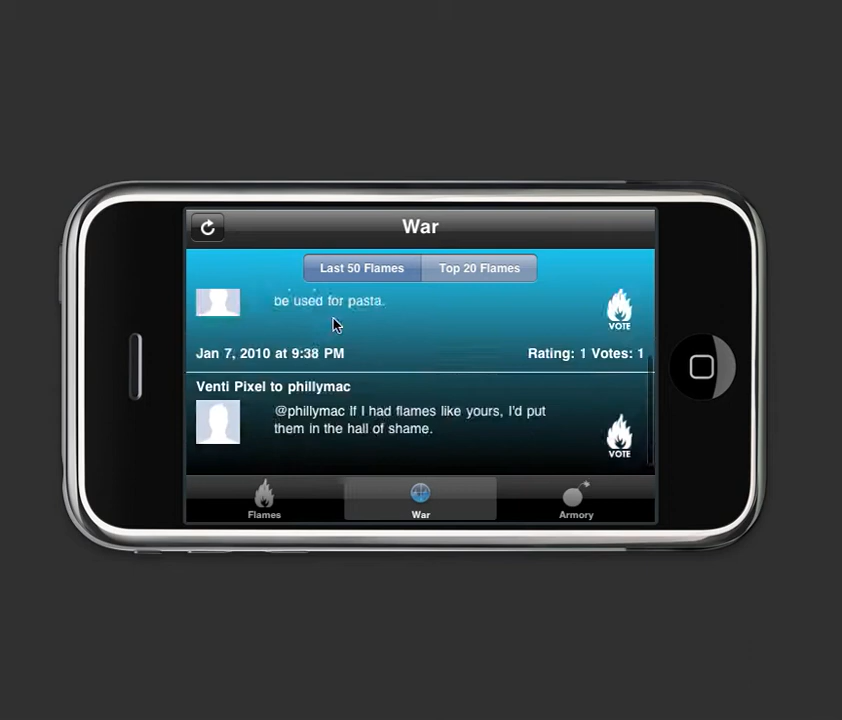 War
Last 50 Flames Top 20 Flames
be used for pasta.
VOTE
Jan 7, 2010 at 9:38 PM Rating: 1 Votes: 1
Venti Pixel to phillymac
@phillymac If I had flames like yours, I'd put
them in the hall of shame.
VOTE
Flames War Armory